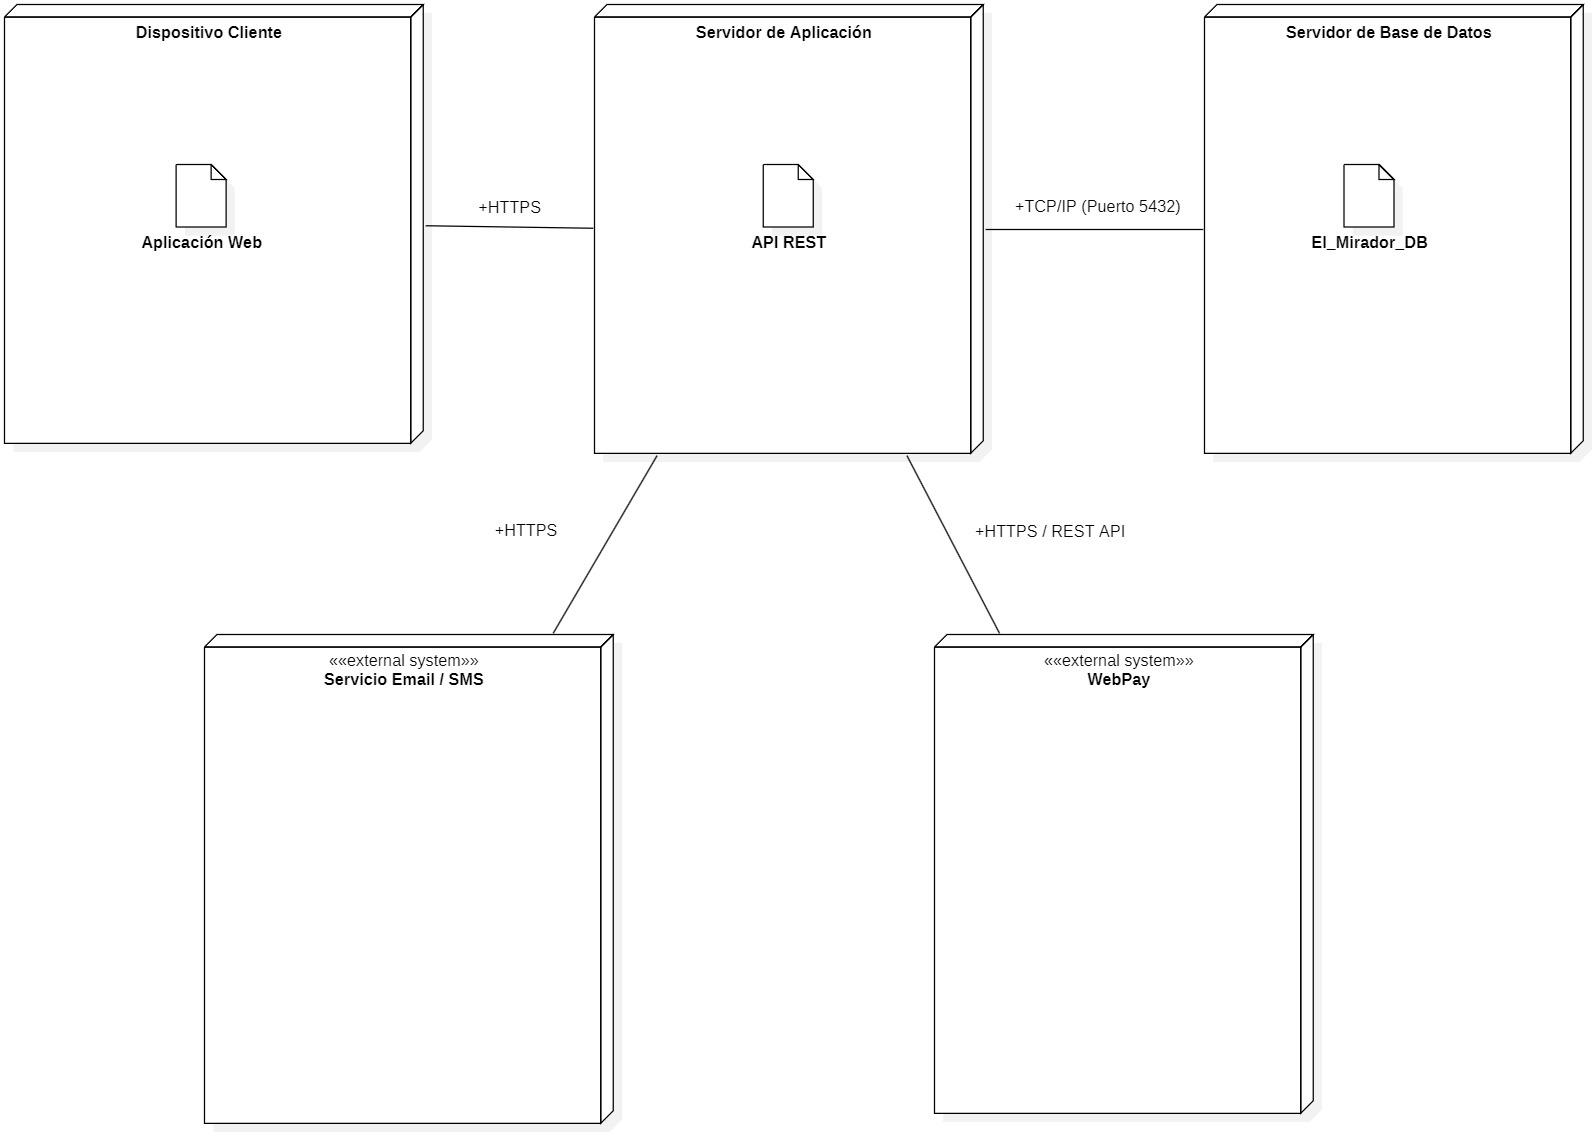 Dispositivo Cliente
Servidor de Aplicación
Servidor de Base de Datos
Aplicación Web
+HTTPS
API REST
+TCP/IP (Puerto 5432)
El_Mirador_DB
+HTTPS
+HTTPS / REST API
««external system»»
Servicio Email / SMS
««external system»»
WebPay